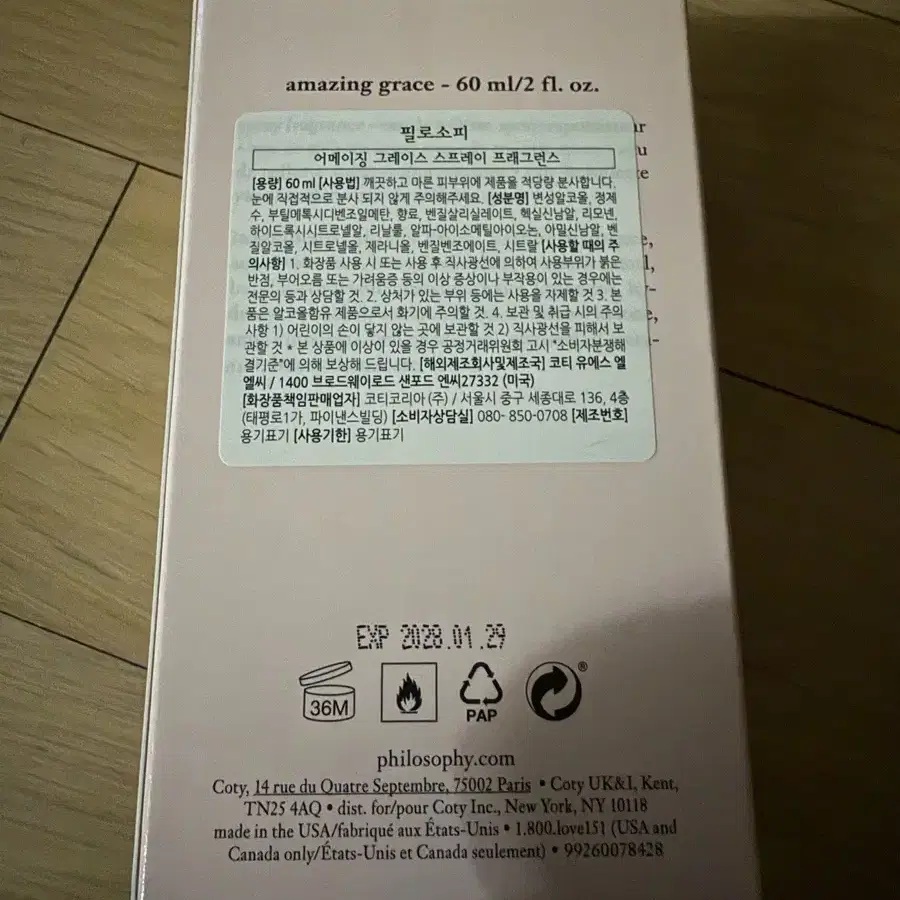 amazing grace - 60 ml/2 fl. oz.
필로소피
어메이징 그레이스 스프레이 프래그런스
[용량] 60 ml [사용법] 깨끗하고 마른 피부위에 제품을 적당량 분사합니다.
눈에 직접적으로 분사 되지 않게 주의해주세요. [성분명] 변성알코올, 정제
수, 부틸메톡시디벤조일메탄, 향료, 벤질살리실레이트, 헥실신남알, 리모넨,
하이드록시시트로넬알, 리날룰, 알파-아이소메틸아이오논, 아밀신남알, 벤
질알코올, 시트로넬올, 제라니올, 벤질벤조에이트, 시트랄 [사용할 때의 주
의사항] 1. 화장품 사용 시 또는 사용 후 직사광선에 의하여 사용부위가 붉은
반점, 부어오름 또는 가려움증 등의 이상 증상이나 부작용이 있는 경우에는
전문의 등과 상담할 것. 2. 상처가 있는 부위 등에는 사용을 자제할 것 3. 본
품은 알코올함유 제품으로서 화기에 주의할 것. 4. 보관 및 취급 시의 주의
사항 1) 어린이의 손이 닿지 않는 곳에 보관할 것 2) 직사광선을 피해서 보
관할 것 * 본 상품에 이상이 있을 경우 공정거래위원회 고시 "소비자분쟁해
결기준"에 의해 보상해 드립니다. [해외제조회사및제조국] 코티 유에스 엘
엘씨 / 1400 브로드웨이로드 샌포드 엔씨27332 (미국)
[화장품책임판매업자] 코티코리아 (주) / 서울시 중구 세종대로 136, 4층
(태평로1가, 파이낸스빌딩) [소비자상담실] 080- 850-0708 [제조번호]
용기표기 [사용기한] 용기표기
EXP 2028.01.29
36M
PAP
®
philosophy.com
Coty, 14 rue du Quatre Septembre, 75002 Paris • Coty UK&I, Kent,
TN25 4AQ • dist. for/pour Coty Inc., New York, NY 10118
made in the USA/fabriqué aux États-Unis • 1.800.love151 (USA and
Canada only/États-Unis et Canada seulement) • 99260078428